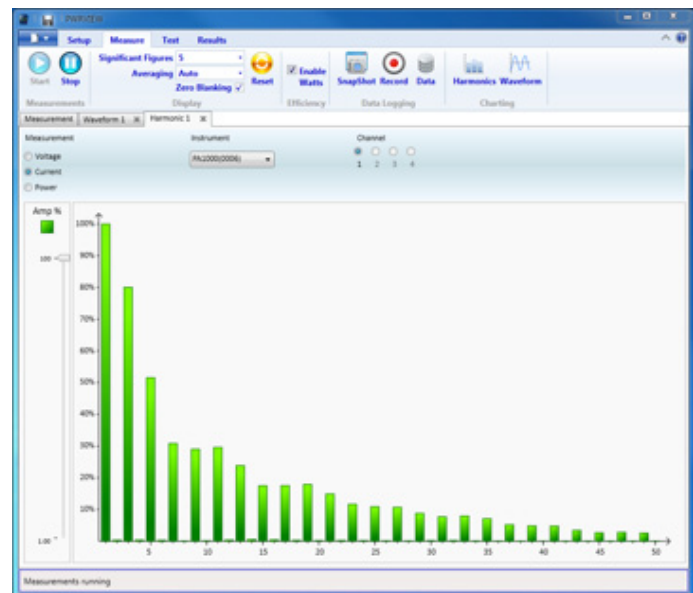 PWRVIEW
Setup Measure Test Results
Significant Figures 5
Averaging Auto
Zero Blanking
Start Stop
Reset
Enable Watts
SnapShot Record Data
Harmonics Waveform
Measurements Display Efficiency Data Logging Charting
Measurement Waveform 1 Harmonic 1
Measurement Instrument Channel
Voltage
Current
Power
PA1000(0006)
1 2 3 4
Amp %
100
1.00
100%
90%
80%
70%
60%
50%
40%
30%
20%
10%
5 10 15 20 25 30 35 40 45 50
Measurements running